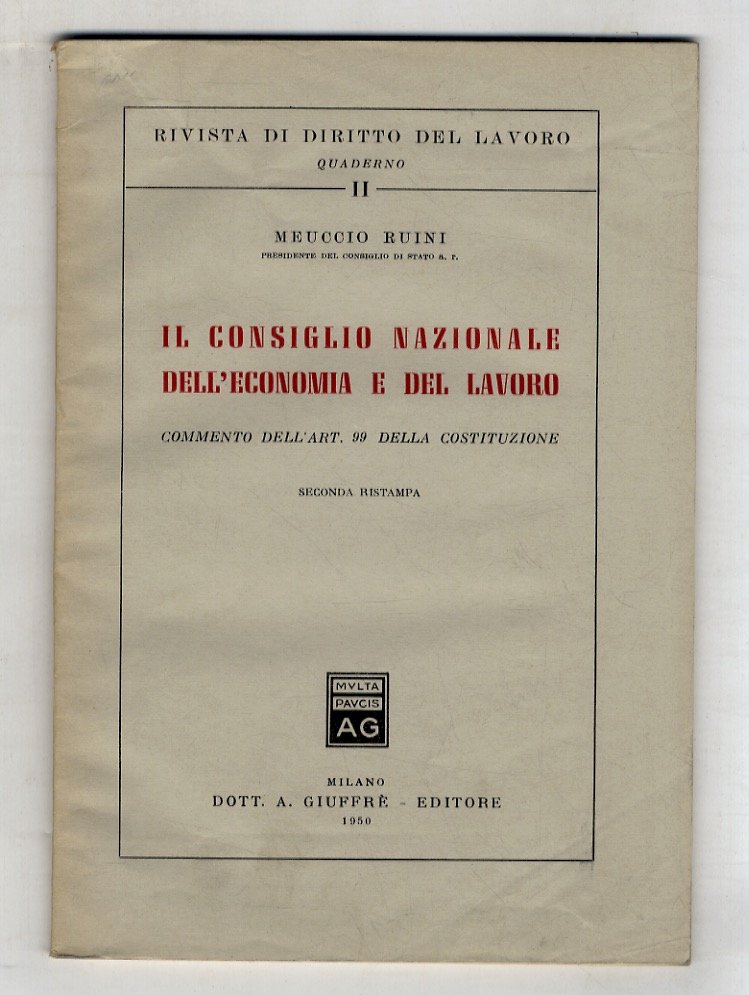 RIVISTA DI DIRITTO DEL LAVORO
QUADERNO
II
MEUCCIO RUINI
PRESIDENTE DEL CONSIGLIO DI STATO S. P.
IL CONSIGLIO NAZIONALE
DELL'ECONOMIA E DEL LAVORO
COMMENTO DELL'ART. 99 DELLA COSTITUZIONE
SECONDA RISTAMPA
MVLTA
PAVCIS
AG
MILANO
DOTT. A. GIUFFRÈ - EDITORE
1950